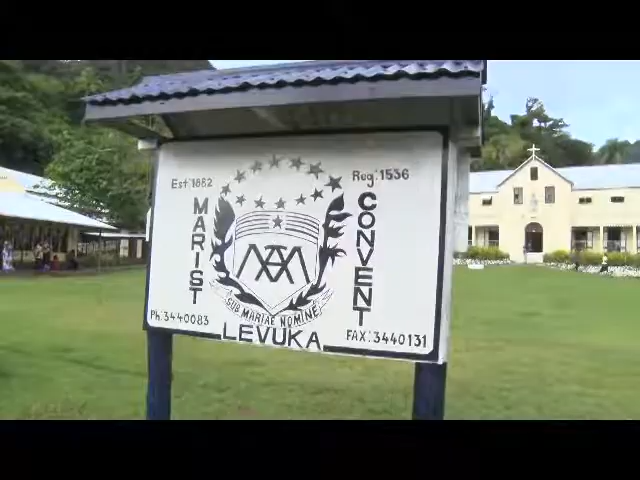 Est:1882 Reg:1536
MARIST
CONVENT
SUB MARIAE NOMINE
Ph:3440083 LEVUKA FAX:3440131